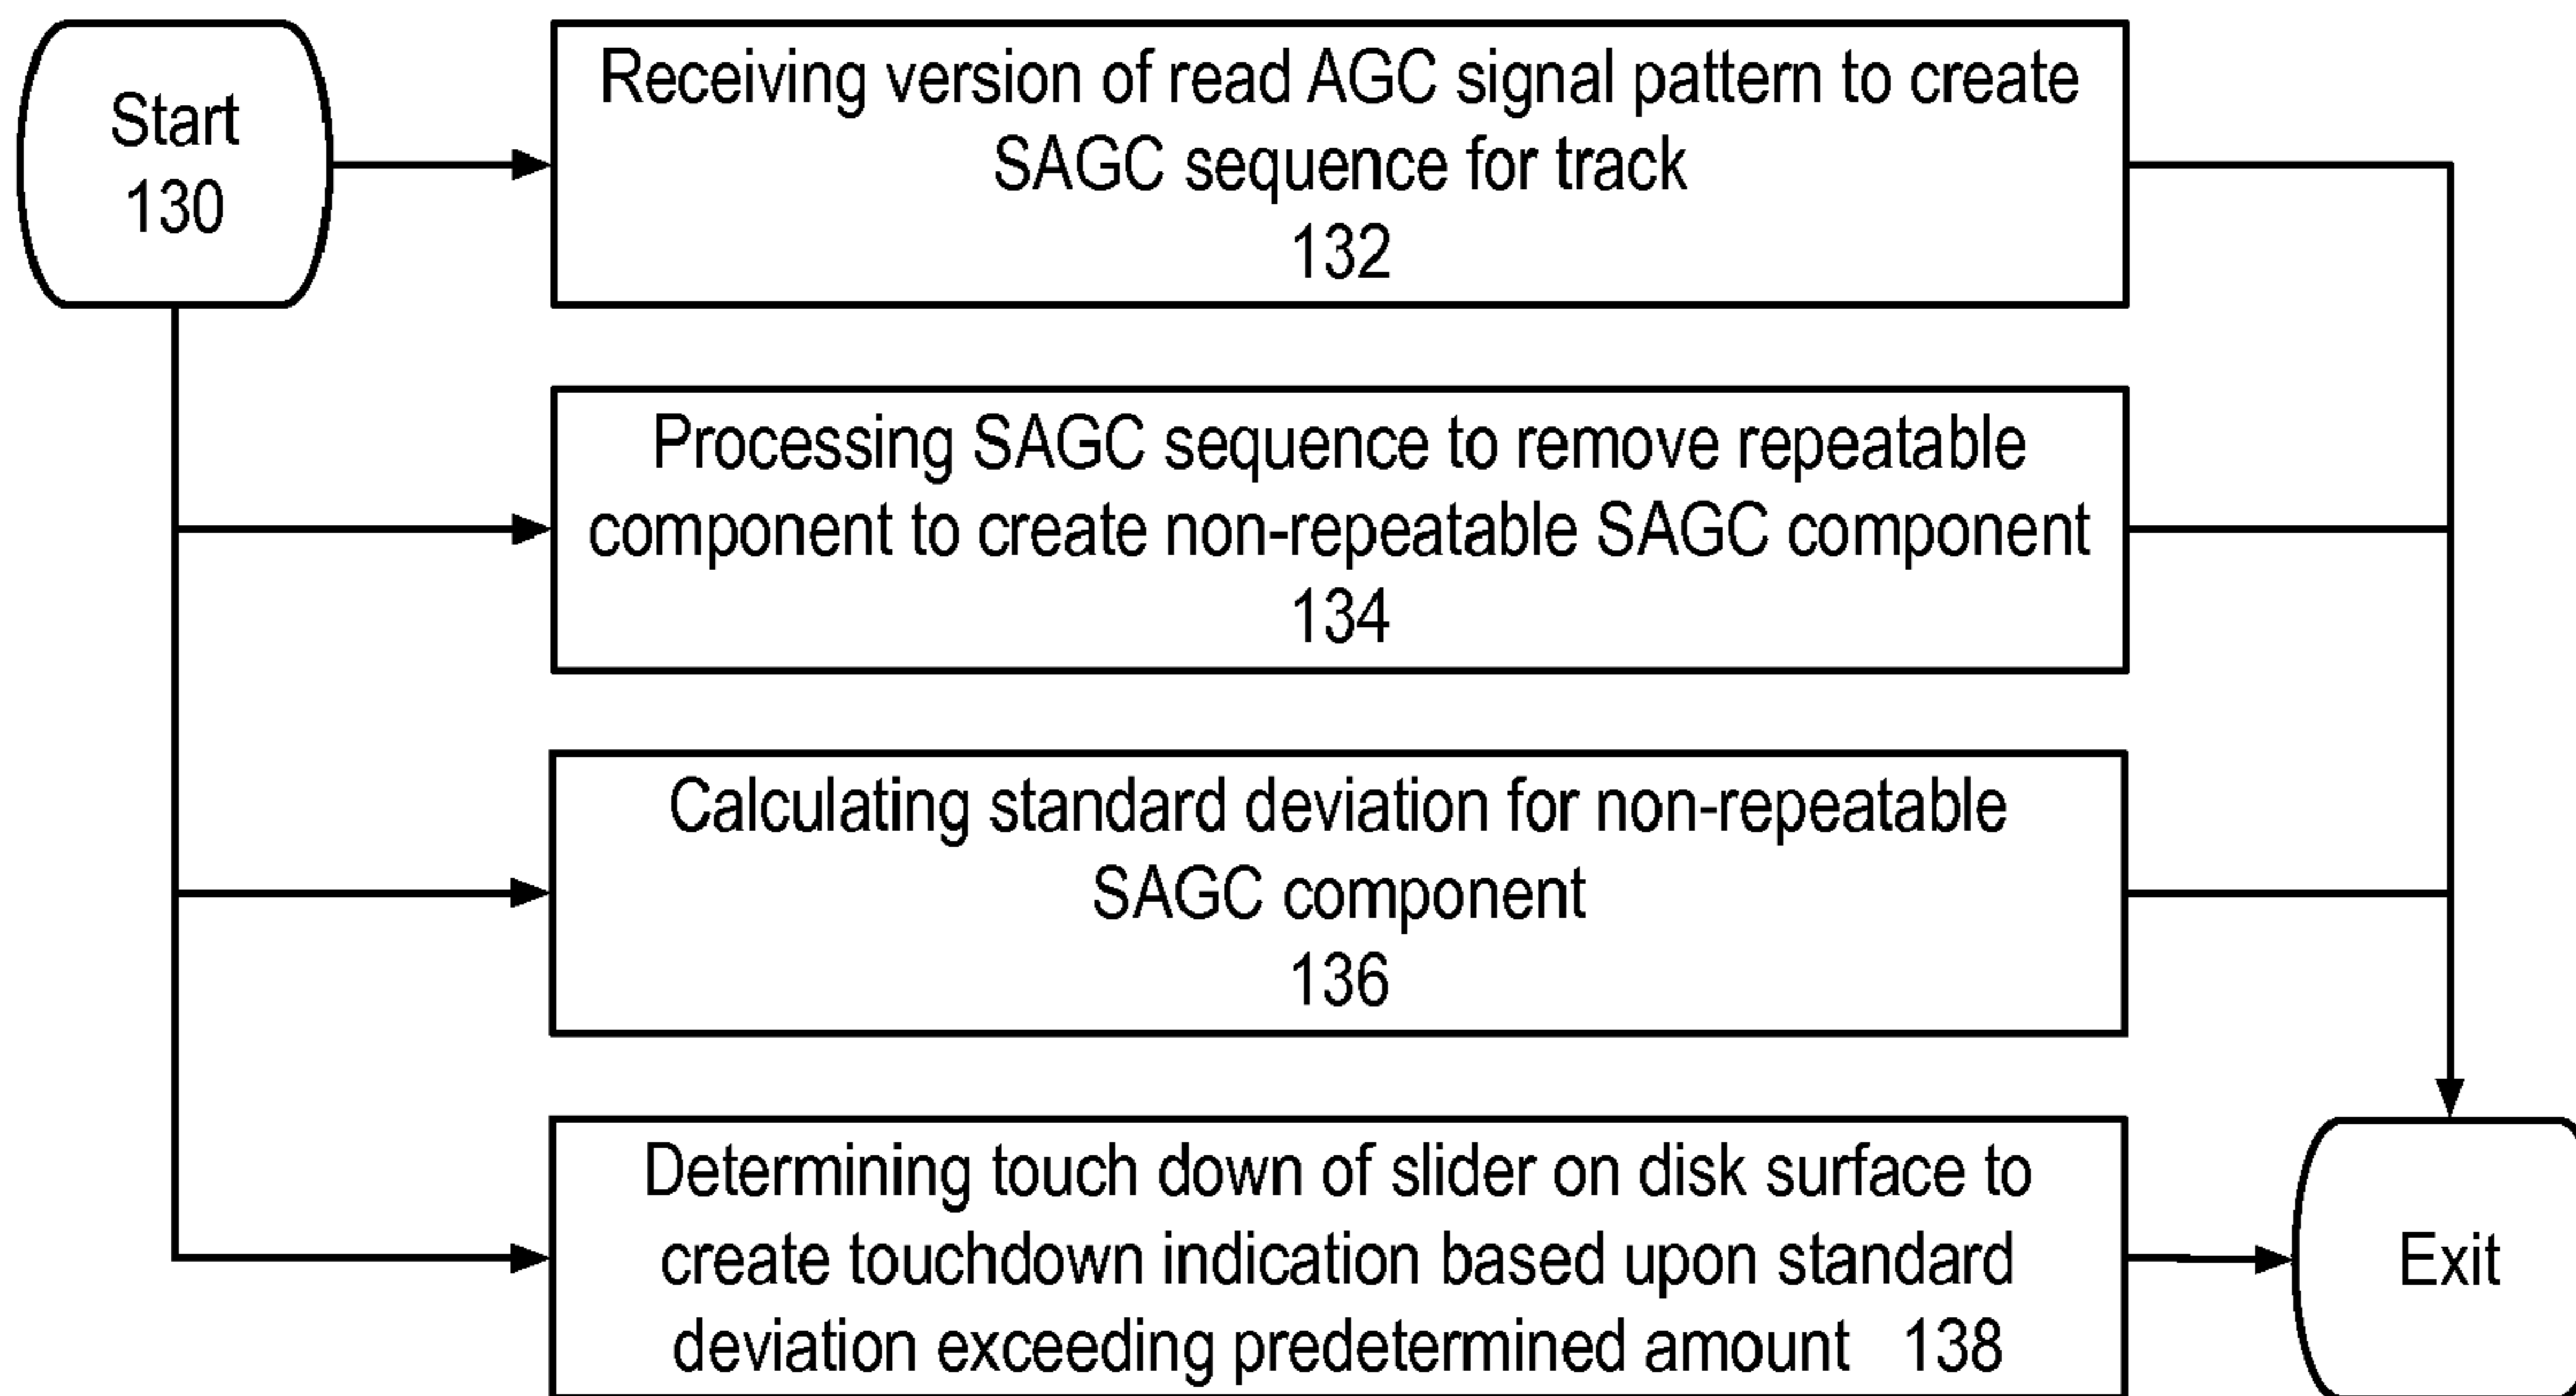 Start
130
Receiving version of read AGC signal pattern to create
SAGC sequence for track
132
Processing SAGC sequence to remove repeatable
component to create non-repeatable SAGC component
134
Calculating standard deviation for non-repeatable
SAGC component
136
Determining touch down of slider on disk surface to
create touchdown indication based upon standard
deviation exceeding predetermined amount 138
Exit